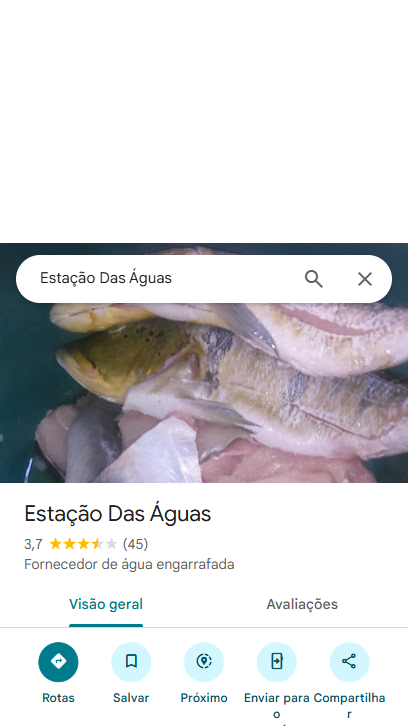 Estação Das Águas
Estação Das Águas
3,7 (45)
Fornecedor de água engarrafada
Visão geral Avaliações
Rotas Salvar Próximo Enviar para Compartilha
o r